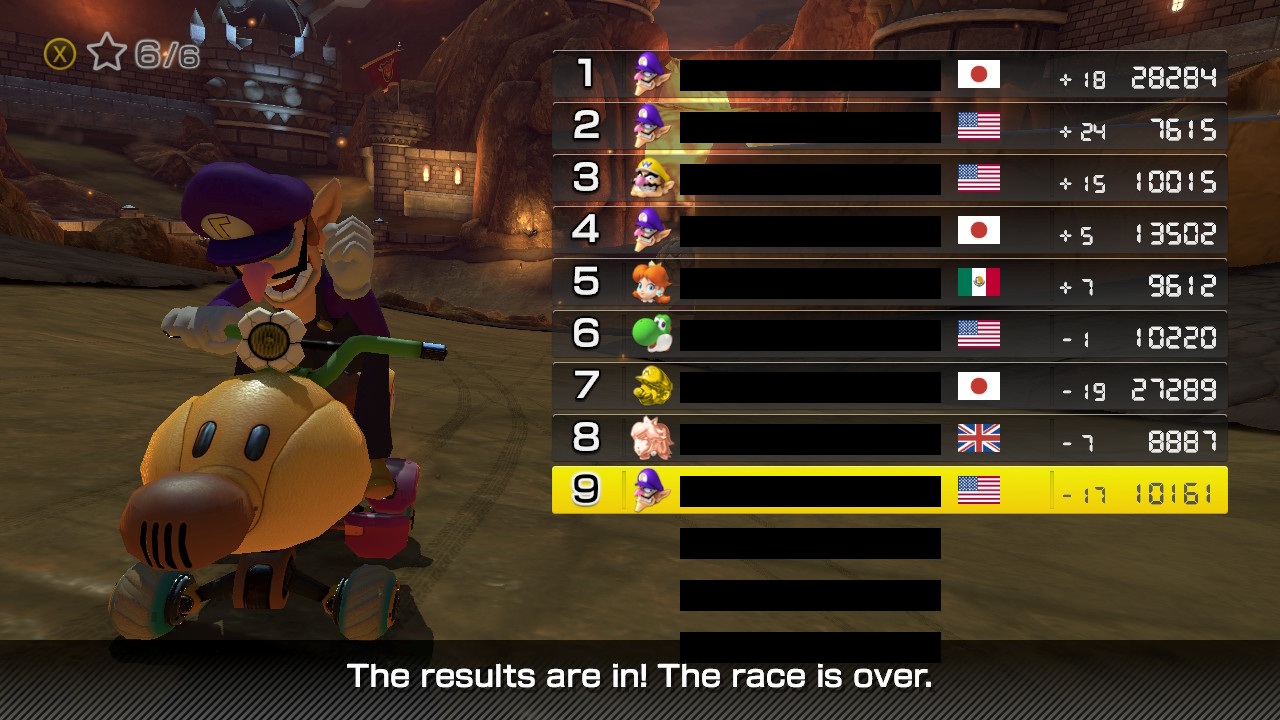 X ☆ 6/6
1 +18 28284
2 +24 7615
3 +15 10015
4 +5 13502
5 +7 9612
6 -1 10220
7 -19 27289
8 -7 8887
9 -17 10161
The results are in! The race is over.